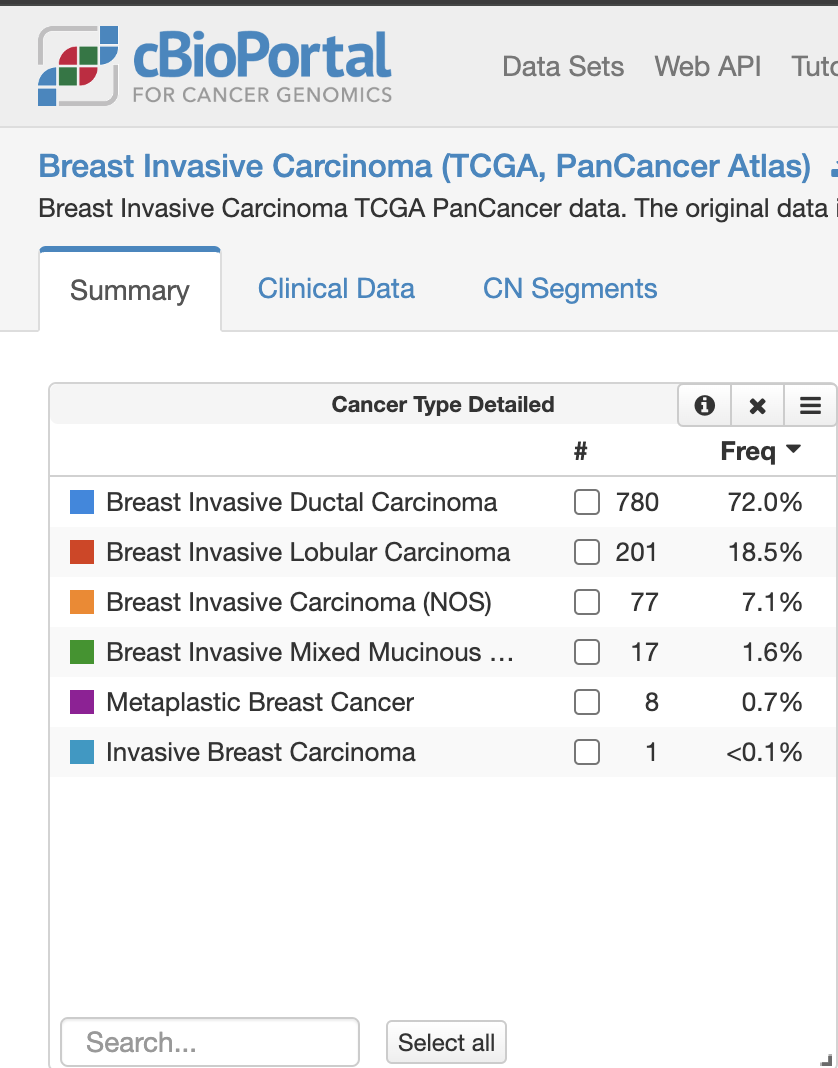 cBioPortal
FOR CANCER GENOMICS
Data Sets Web API Tuto
Breast Invasive Carcinoma (TCGA, PanCancer Atlas)
Breast Invasive Carcinoma TCGA PanCancer data. The original data i
Summary Clinical Data CN Segments
Cancer Type Detailed
# Freq
Breast Invasive Ductal Carcinoma 780 72.0%
Breast Invasive Lobular Carcinoma 201 18.5%
Breast Invasive Carcinoma (NOS) 77 7.1%
Breast Invasive Mixed Mucinous … 17 1.6%
Metaplastic Breast Cancer 8 0.7%
Invasive Breast Carcinoma 1 <0.1%
Search... Select all